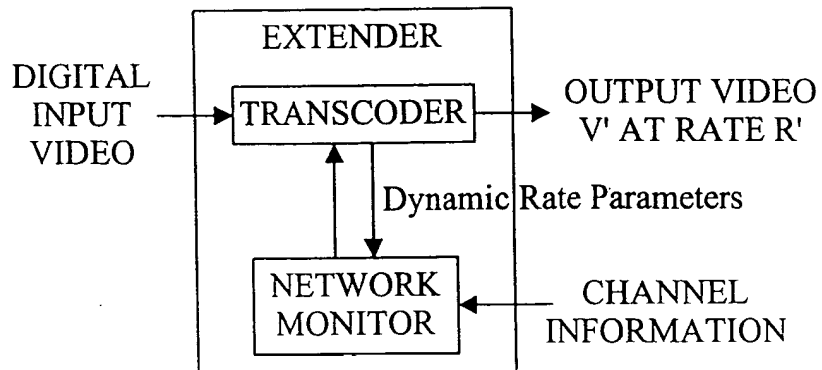 EXTENDER
DIGITAL
INPUT
VIDEO
TRANSCODER
OUTPUT VIDEO
V' AT RATE R'
Dynamic Rate Parameters
NETWORK
MONITOR
CHANNEL
INFORMATION